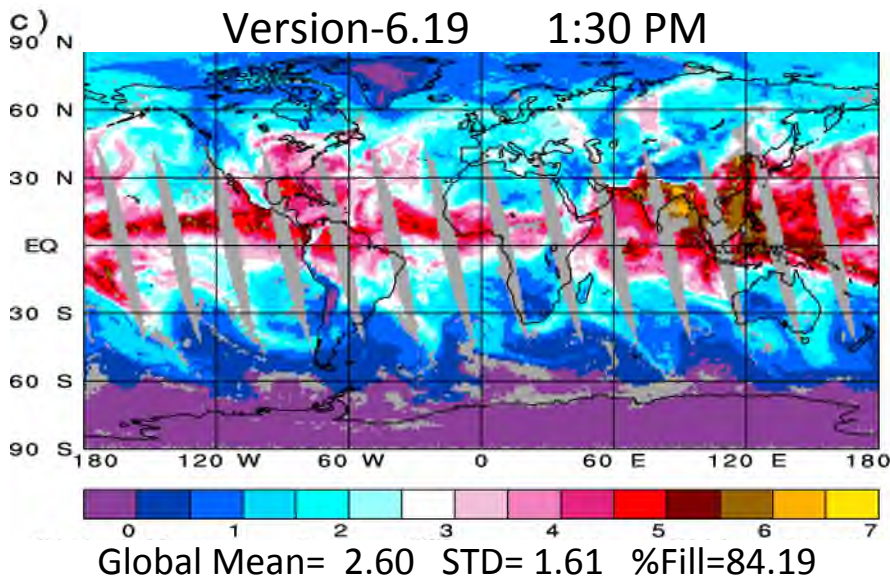 c) Version-6.19 1:30 PM
90 N
60 N
30 N
EQ
30 S
60 S
90 S
180 120 W 60 W 0 60 E 120 E 180
0 1 2 3 4 5 6 7
Global Mean= 2.60 STD= 1.61 %Fill=84.19